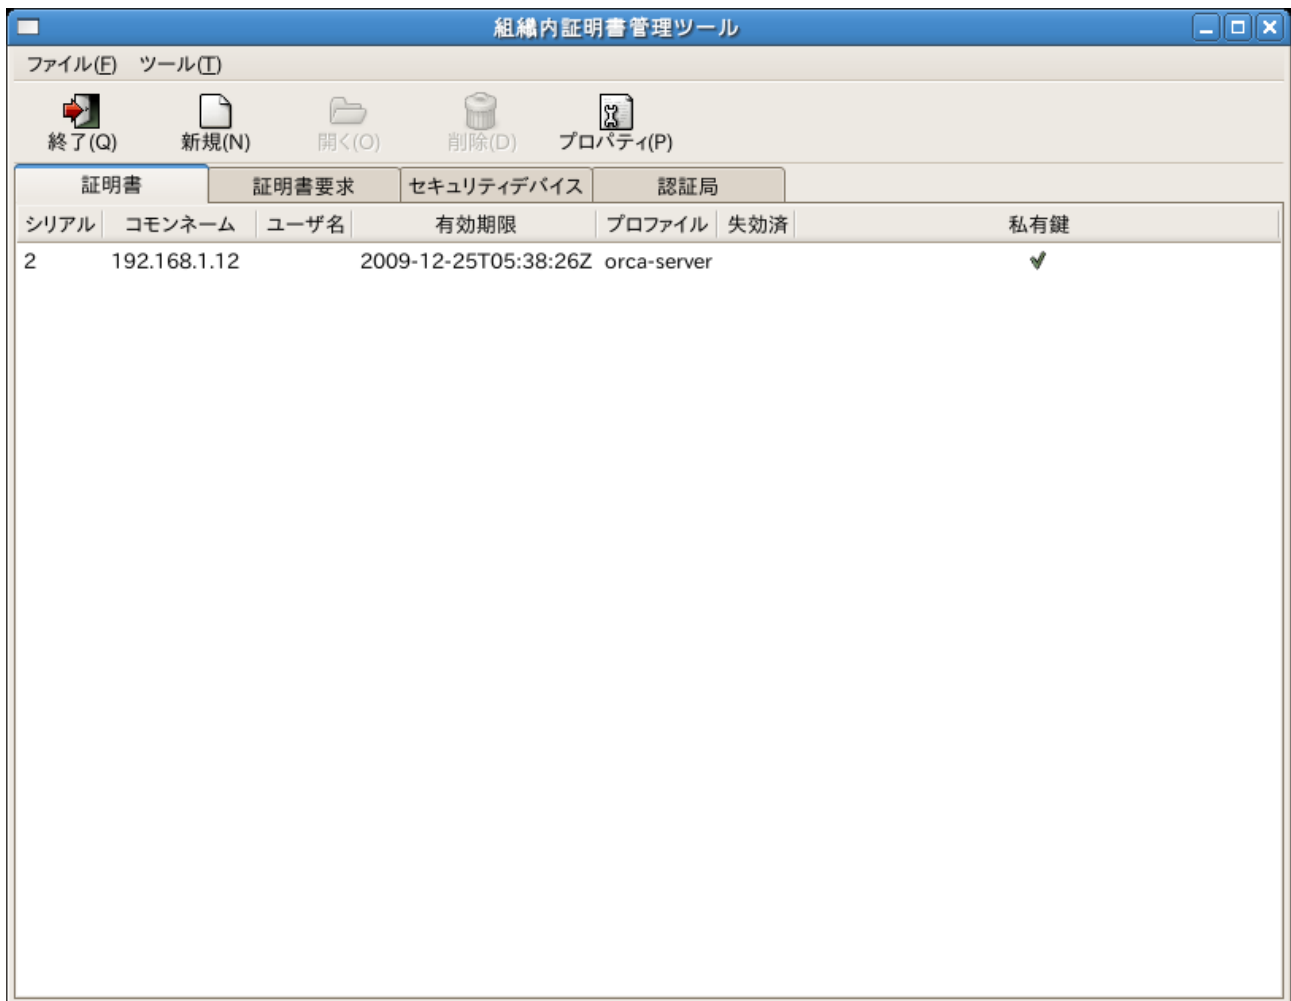 組織内証明書管理ツール
ファイル(F) ツール(T)
終了(Q) 新規(N) 開く(O) 削除(D) プロパティ(P)
証明書 証明書要求 セキュリティデバイス 認証局
シリアル コモンネーム ユーザ名 有効期限 プロファイル 失効済 私有鍵
2 192.168.1.12 2009-12-25T05:38:26Z orca-server